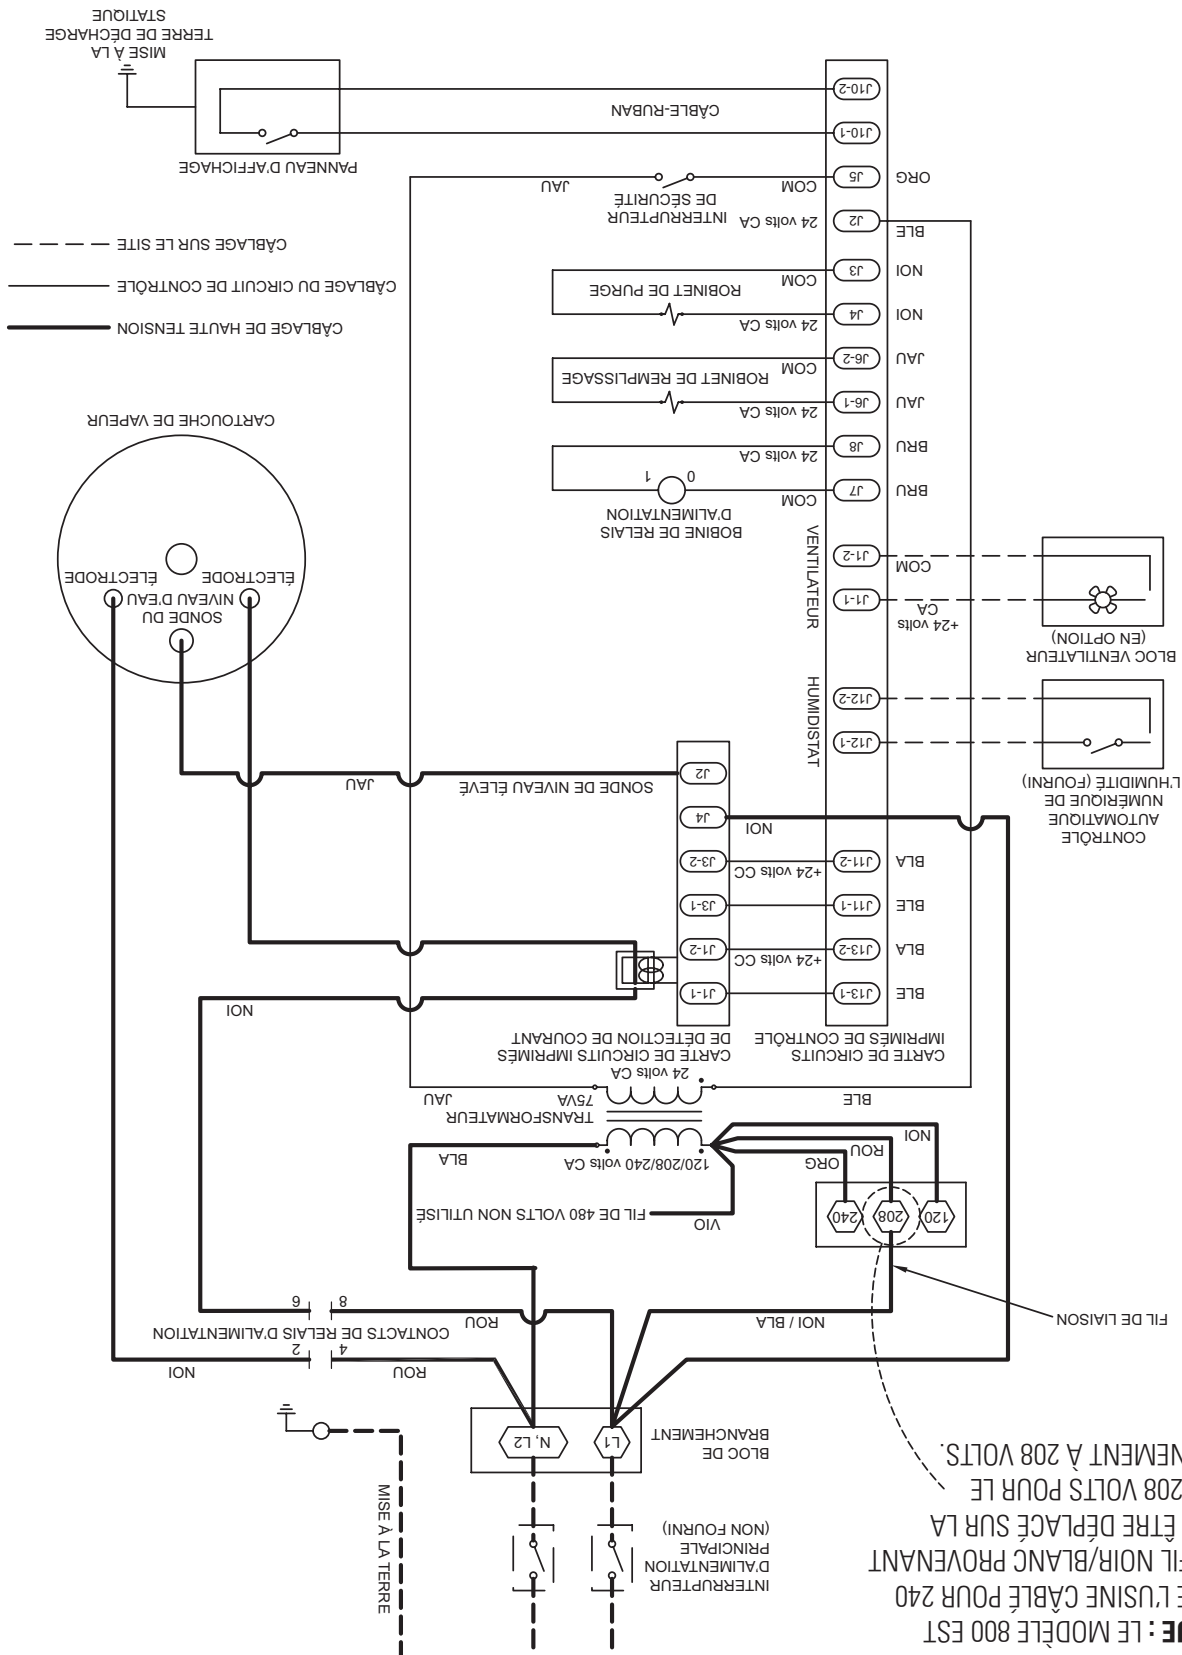 UE : LE MODÈLE 800 EST
E L'USINE CÂBLÉ POUR 240
FIL NOIR/BLANC PROVENANT
ÊTRE DÉPLACÉ SUR LA
208 VOLTS POUR LE
NEMENT À 208 VOLTS.
INTERRUPTEUR
D'ALIMENTATION
PRINCIPALE
(NON FOURNI)
MISE À LA TERRE
BLOC DE
BRANCHEMENT
L1
N, L2
FIL DE LIAISON
NOI / BLA
ROU
4
2
NOI
CONTACTS DE RELAIS D'ALIMENTATION
ROU
8
6
120
208
240
VIO
FIL DE 480 VOLTS NON UTILISÉ
ORG
ROU
NOI
120/208/240 volts CA
BLA
TRANSFORMATEUR
75VA
BLE
JAU
24 volts CA
CARTE DE CIRCUITS
IMPRIMÉS DE CONTRÔLE
CARTE DE CIRCUITS IMPRIMÉS
DE DÉTECTION DE COURANT
NOI
BLE
J13-1
J1-1
BLA
J13-2
+24 volts CC
J1-2
BLE
J11-1
J3-1
BLA
J11-2
+24 volts CC
J3-2
NOI
J4
J2
SONDE DE NIVEAU ÉLEVÉ
JAU
CONTRÔLE
AUTOMATIQUE
NUMÉRIQUE DE
L'HUMIDITÉ (FOURNI)
HUMIDISTAT
J12-1
J12-2
BLOC VENTILATEUR
(EN OPTION)
+24 volts
CA
COM
VENTILATEUR
J1-1
J1-2
SONDE DU
NIVEAU D'EAU
ÉLECTRODE
ÉLECTRODE
CARTOUCHE DE VAPEUR
BOBINE DE RELAIS
D'ALIMENTATION
BRU
J7
COM
0
1
BRU
J8
24 volts CA
JAU
J6-1
24 volts CA
ROBINET DE REMPLISSAGE
JAU
J6-2
COM
NOI
J4
24 volts CA
ROBINET DE PURGE
NOI
J3
COM
CÂBLAGE DE HAUTE TENSION
CÂBLAGE DU CIRCUIT DE CONTRÔLE
CÂBLAGE SUR LE SITE
BLE
J2
24 volts CA
INTERRUPTEUR
DE SÉCURITÉ
ORG
J5
COM
JAU
PANNEAU D'AFFICHAGE
J10-1
CÂBLE-RUBAN
J10-2
MISE À LA
TERRE DE DÉCHARGE
STATIQUE